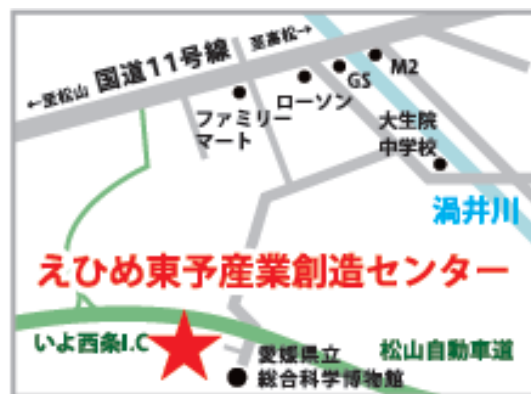 ←至松山 国道11号線 至高松→
M2
GS
ローソン
ファミリー
マート
大生院
中学校
渦井川
えひめ東予産業創造センター
いよ西条I.C
松山自動車道
愛媛県立
総合科学博物館